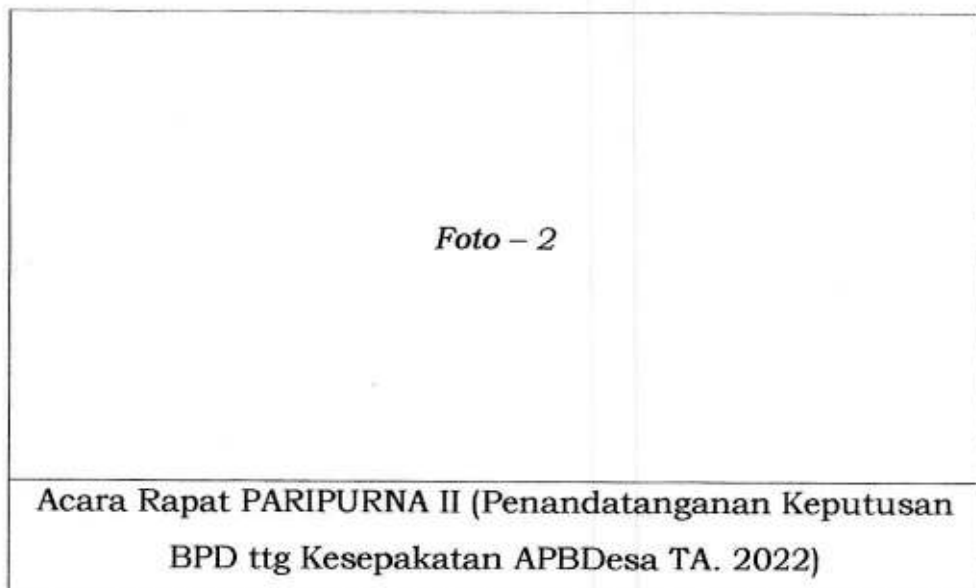 Foto – 2
Acara Rapat PARIPURNA II (Penandatanganan Keputusan
BPD ttg Kesepakatan APBDesa TA. 2022)